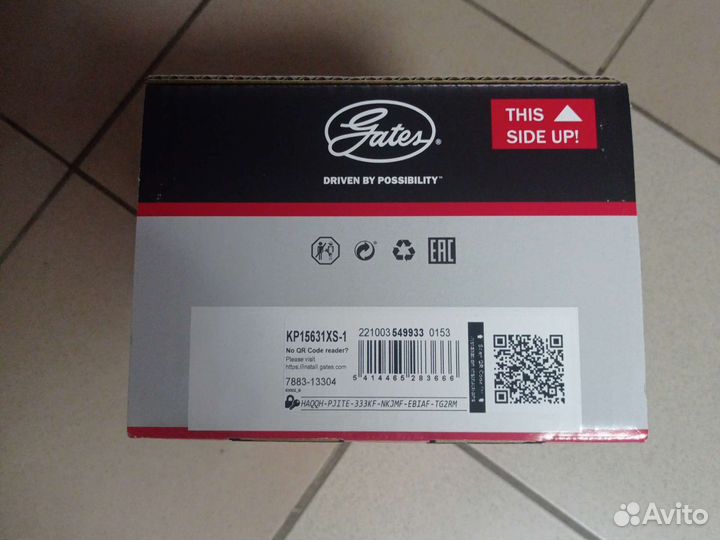 Gates®
DRIVEN BY POSSIBILITY™
THIS
SIDE UP!
EAC
KP15631XS-1
No QR Code reader?
Please visit
https://install.gates.com
7883-13304
221003 549933 0153
5 414465 283666
HAQQH-PJITE-333KF-NKJMF-EBIAF-TG2RM
Avito